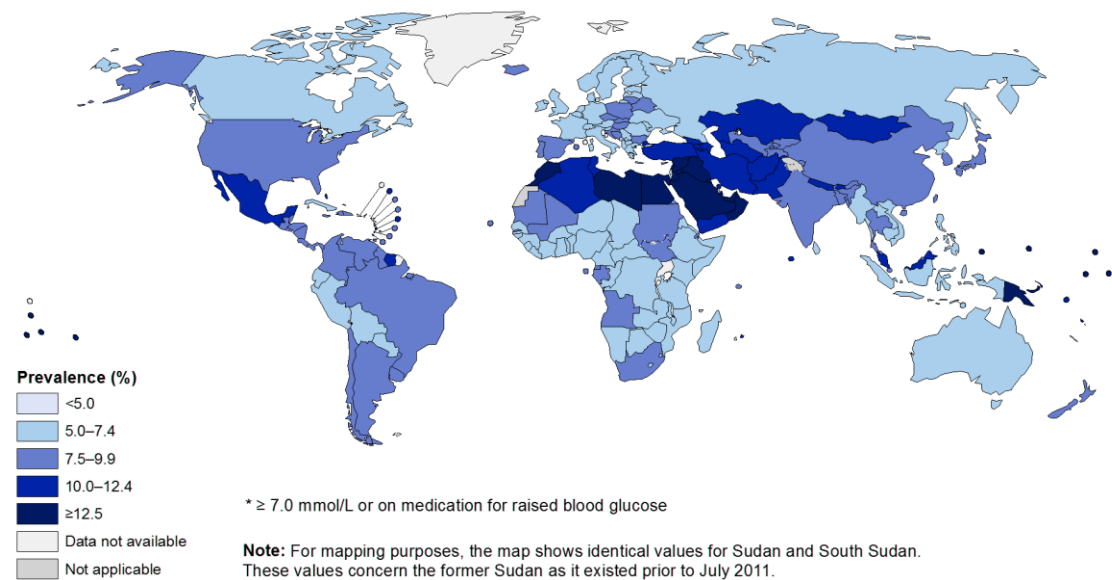 Prevalence (%)
<5.0
5.0–7.4
7.5–9.9
10.0–12.4
≥12.5
Data not available
Not applicable
* ≥ 7.0 mmol/L or on medication for raised blood glucose
Note: For mapping purposes, the map shows identical values for Sudan and South Sudan.
These values concern the former Sudan as it existed prior to July 2011.